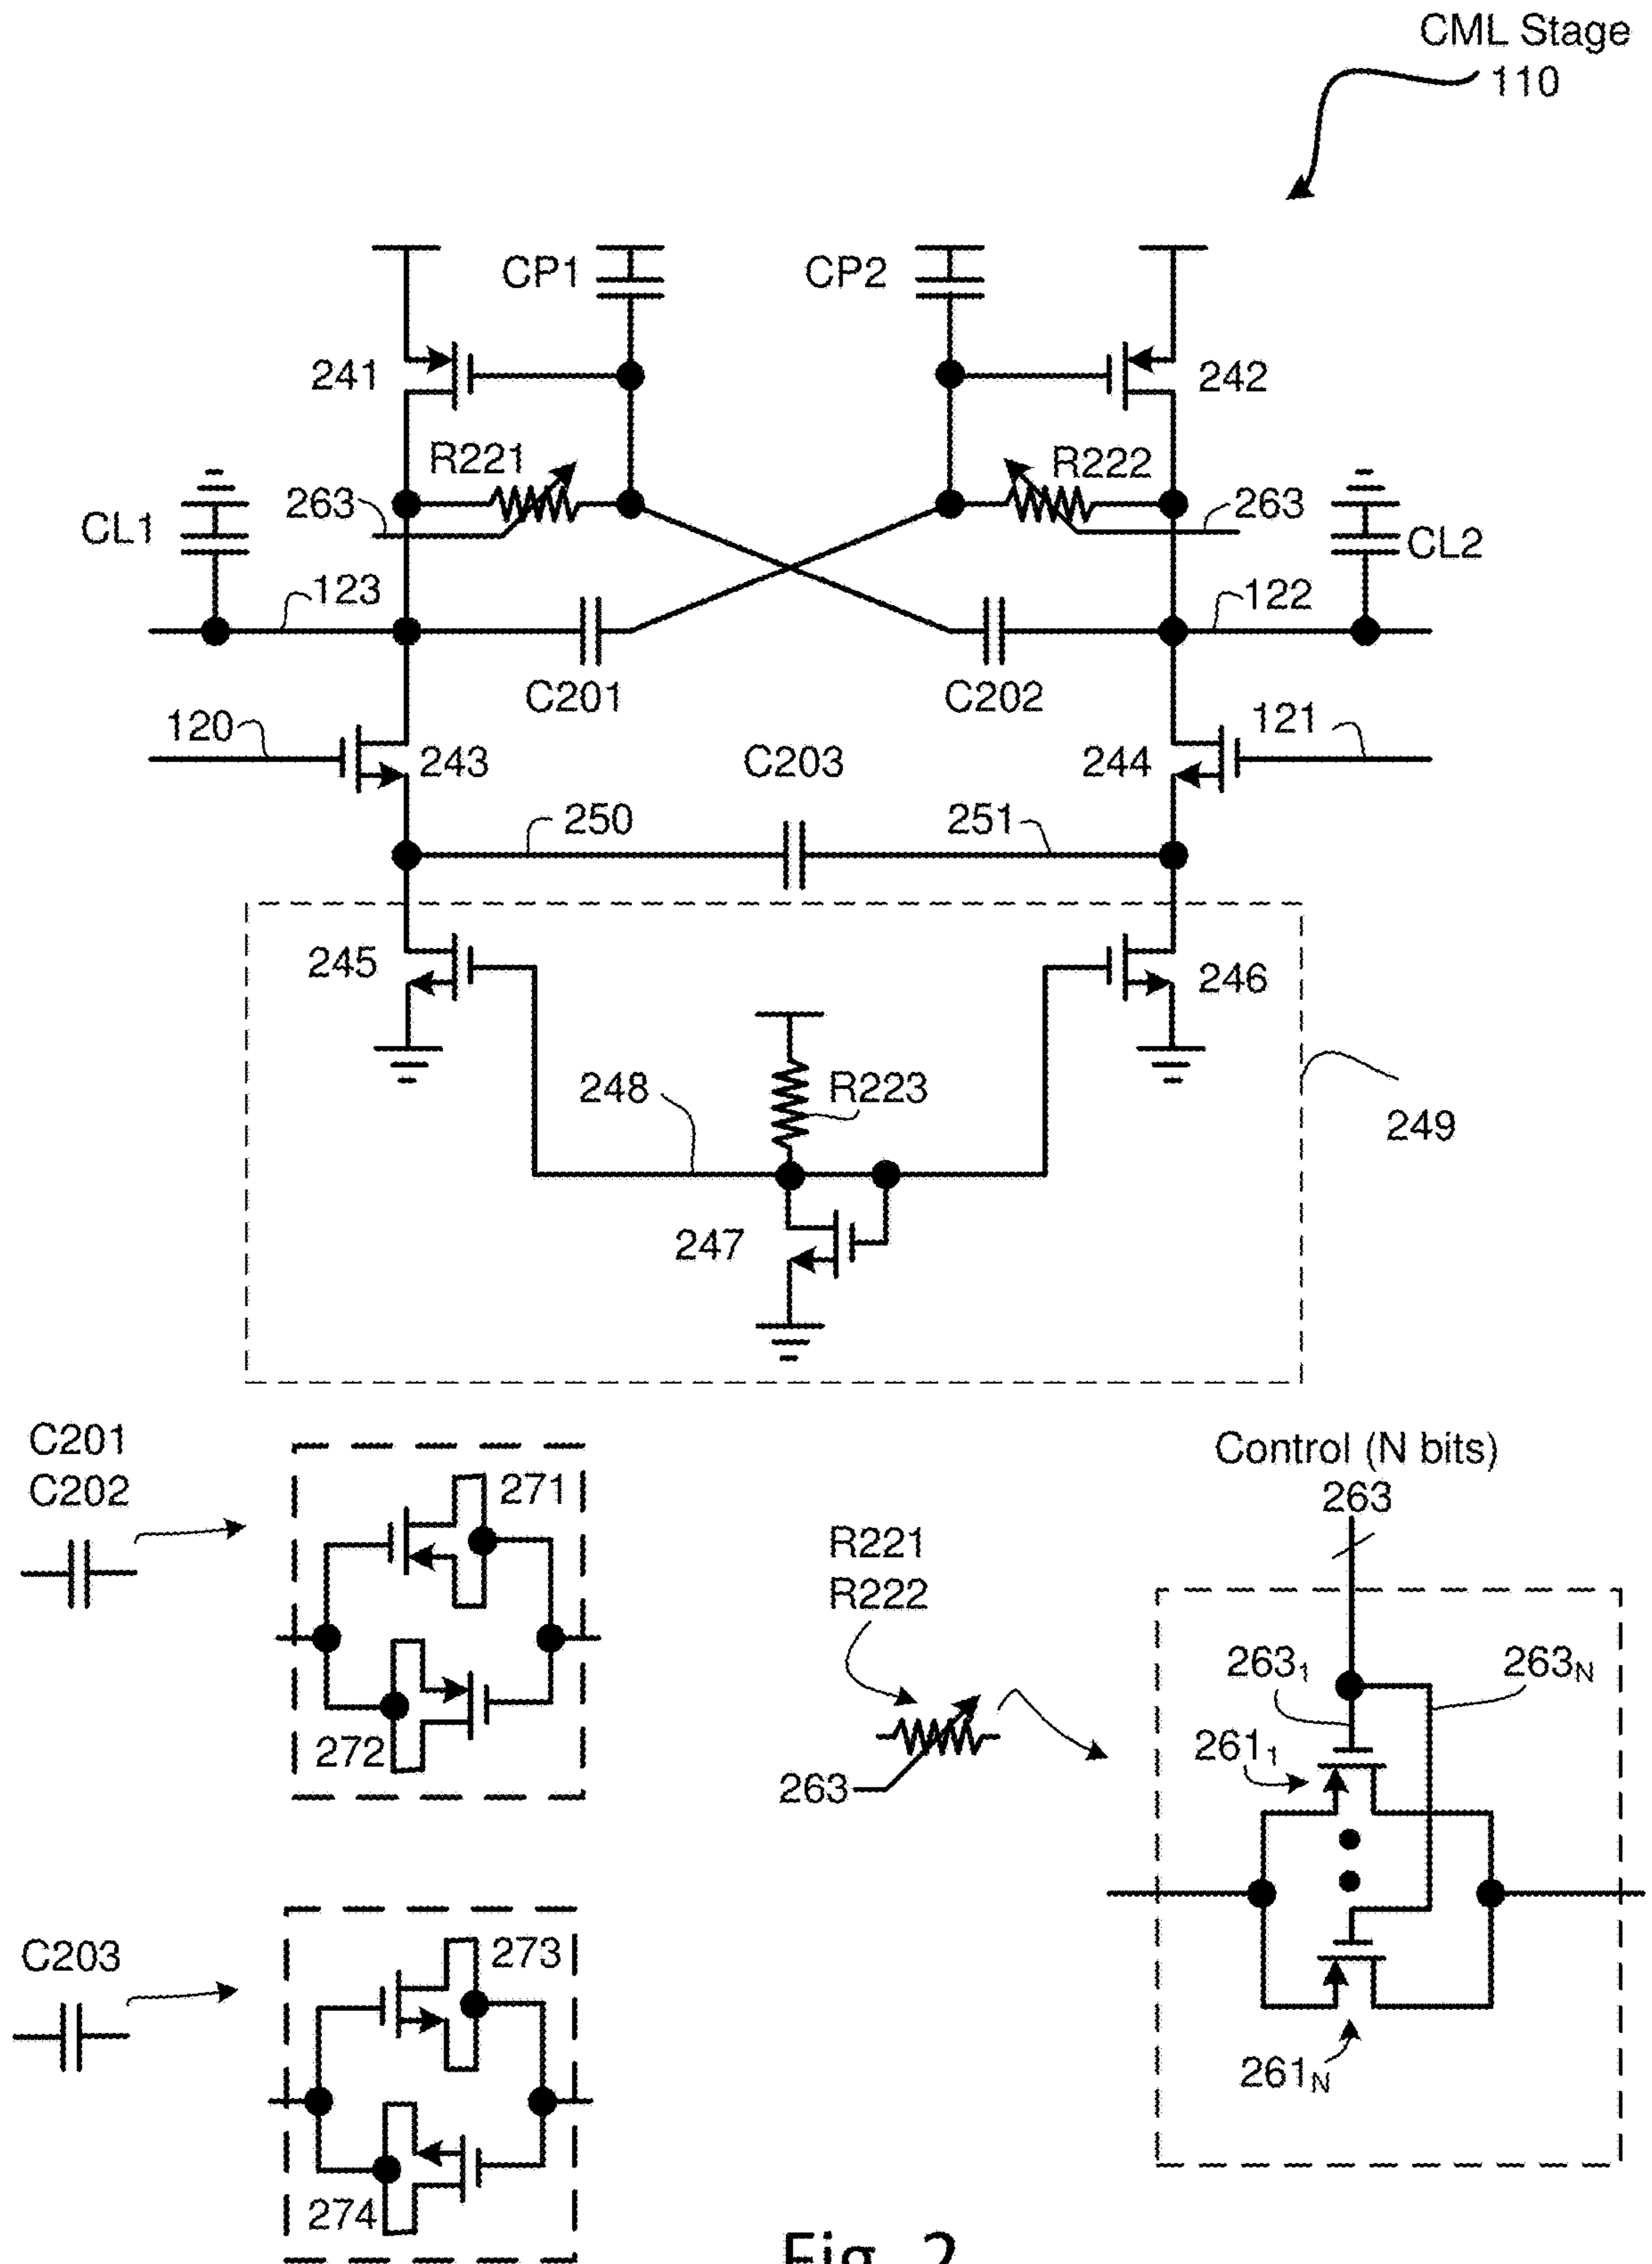 CML Stage
110
CP1
CP2
241
242
R221
R222
263
263
CL1
CL2
123
122
C201
C202
120
121
243
C203
244
250
251
245
246
248
R223
249
247
C201
C202
271
272
Control (N bits)
263
R221
R222
263₁
263N
261₁
263
261N
C203
273
274
Fig. 2